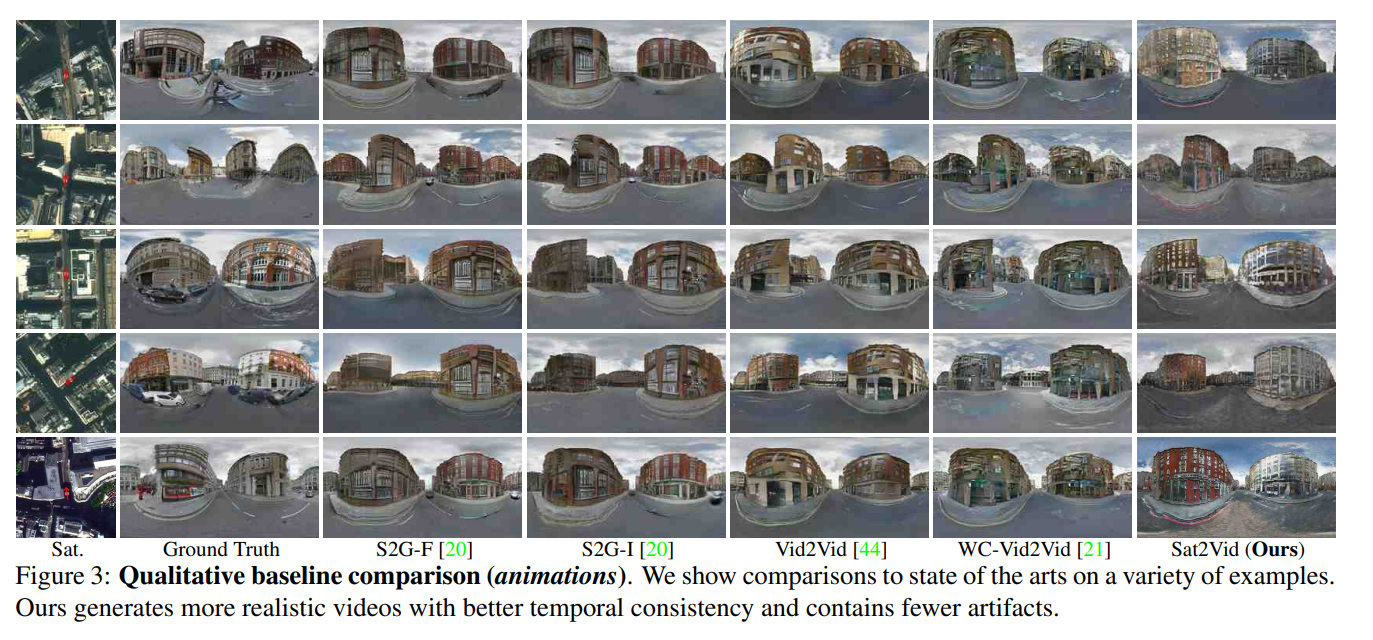 Sat. Ground Truth S2G-F [20] S2G-I [20] Vid2Vid [44] WC-Vid2Vid [21] Sat2Vid (Ours)
Figure 3: Qualitative baseline comparison (animations). We show comparisons to state of the arts on a variety of examples.
Ours generates more realistic videos with better temporal consistency and contains fewer artifacts.